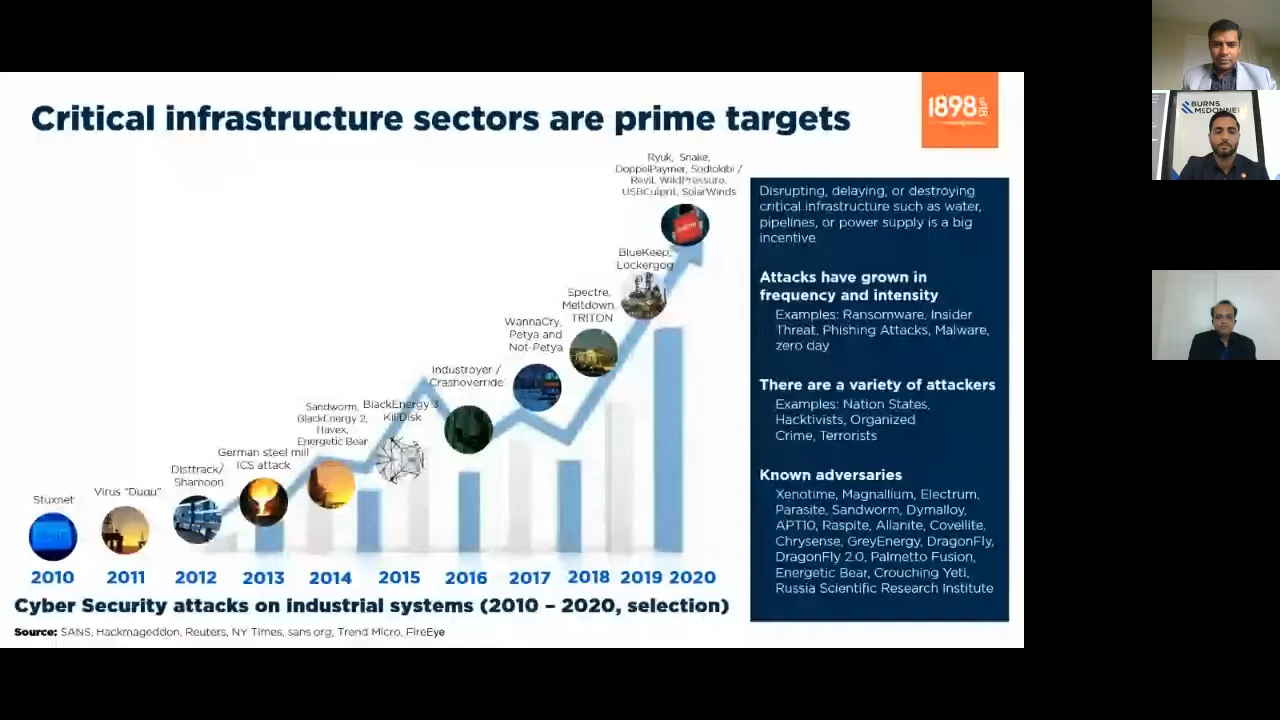 Critical infrastructure sectors are prime targets
1898
BURNS
MCDONNELL
Ryuk, Snake,
DoppelPaymer, Sodiokibi /
Revil, WildPressure,
USBCulprit, SolarWinds
BlueKeep,
Lockergog
a
Spectre,
Meltdown,
TRITON
WannaCry,
Petya and
Not-Petya
Industroyer /
Crashoverride
BlackEnergy 3
KillDisk
Sandworm,
BlackEnergy 2,
Havex,
Energetic Bear
German steel mill
ICS attack
Disttrack/
Shamoon
Virus "Duqu"
Stuxnet
2010 2011 2012 2013 2014 2015 2016 2017 2018 2019 2020
Cyber Security attacks on industrial systems (2010 – 2020, selection)
Source: SANS, Hackmageddon, Reuters, NY Times, sans org, Trend Micro, FireEye
Disrupting, delaying, or destroying
critical infrastructure such as water,
pipelines, or power supply is a big
incentive
Attacks have grown in
frequency and intensity
Examples: Ransomware, Insider
Threat, Phishing Attacks, Malware,
zero day
There are a variety of attackers
Examples: Nation States,
Hacktivists, Organized
Crime, Terrorists
Known adversaries
Xenotime, Magnallium, Electrum,
Parasite, Sandworm, Dymalloy,
APT10, Raspite, Allanite, Covellite,
Chrysense, GreyEnergy, DragonFly,
DragonFly 2.0, Palmetto Fusion,
Energetic Bear, Crouching Yeti,
Russia Scientific Research Institute